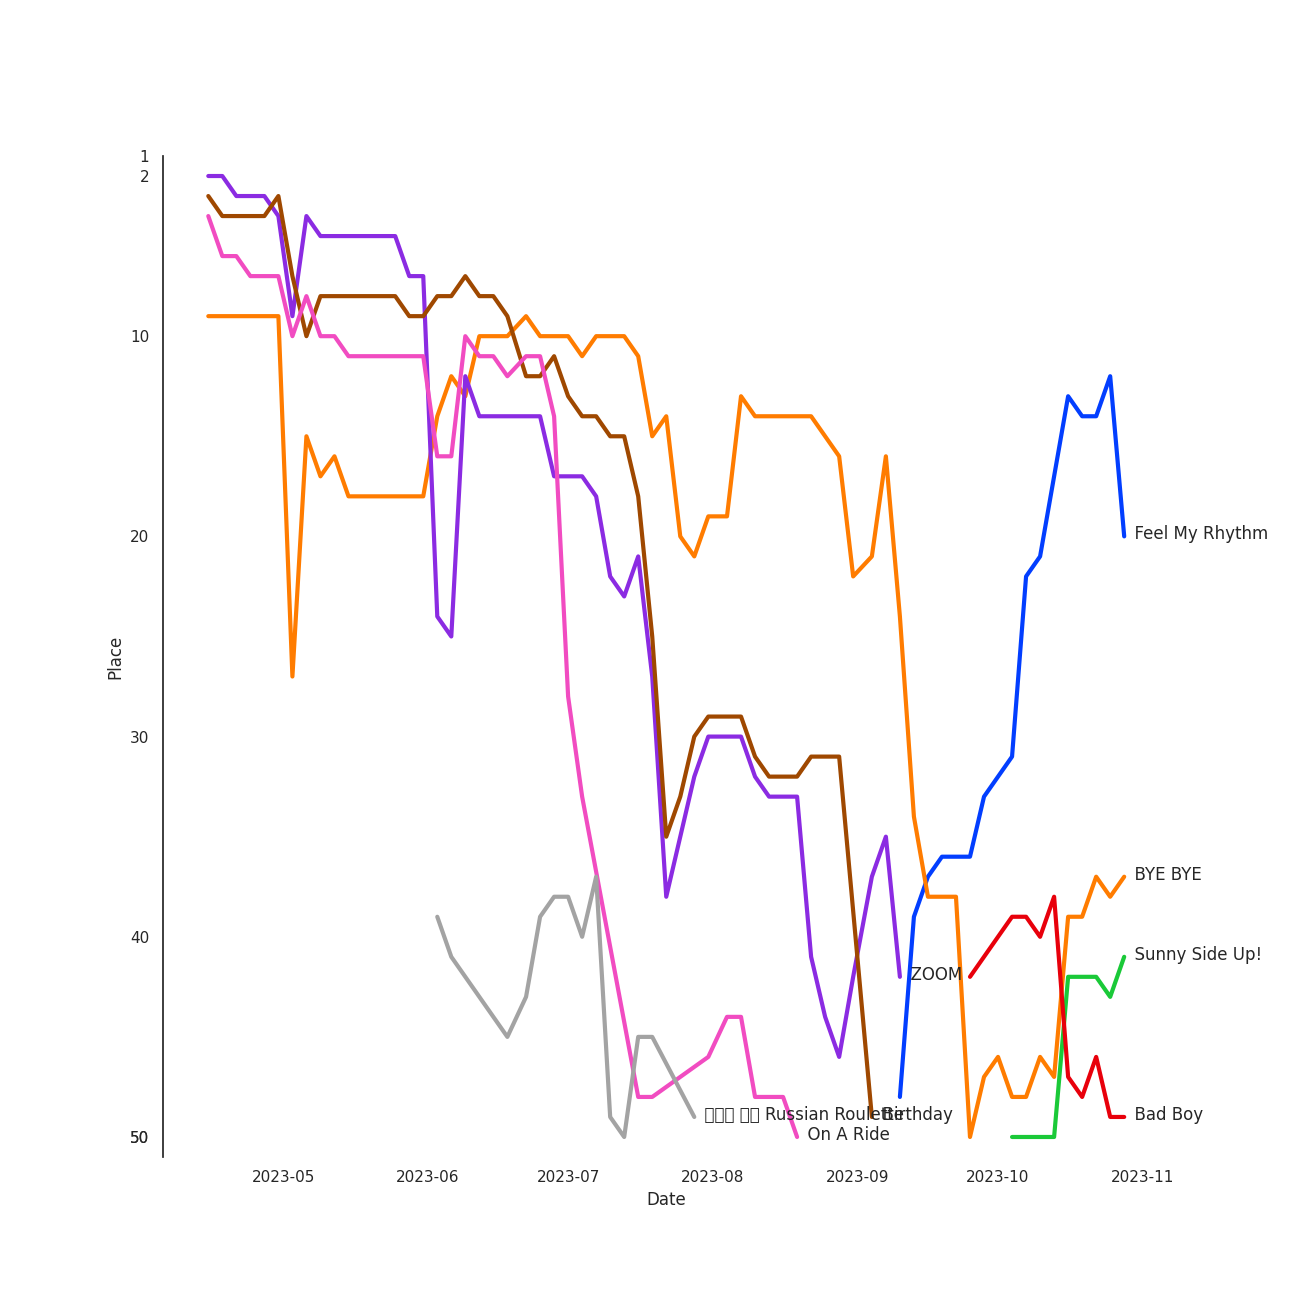 1
2
10
20
30
40
50
Place
Feel My Rhythm
BYE BYE
Sunny Side Up!
ZOOM
Russian Roulette
Birthday
Bad Boy
On A Ride
2023-05
2023-06
2023-07
2023-08
2023-09
2023-10
2023-11
Date